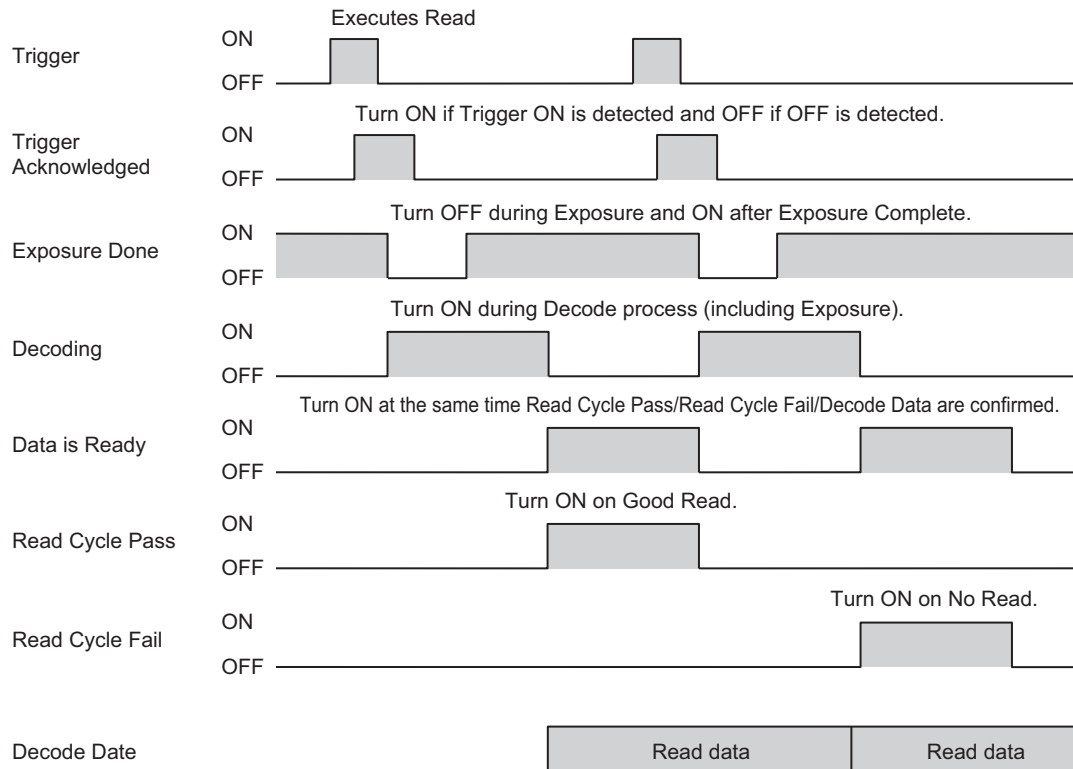 Executes Read
Trigger
ON
OFF
Turn ON if Trigger ON is detected and OFF if OFF is detected.
Trigger
Acknowledged
ON
OFF
Turn OFF during Exposure and ON after Exposure Complete.
Exposure Done
ON
OFF
Turn ON during Decode process (including Exposure).
Decoding
ON
OFF
Turn ON at the same time Read Cycle Pass/Read Cycle Fail/Decode Data are confirmed.
Data is Ready
ON
OFF
Turn ON on Good Read.
Read Cycle Pass
ON
OFF
Turn ON on No Read.
Read Cycle Fail
ON
OFF
Decode Date
Read data
Read data